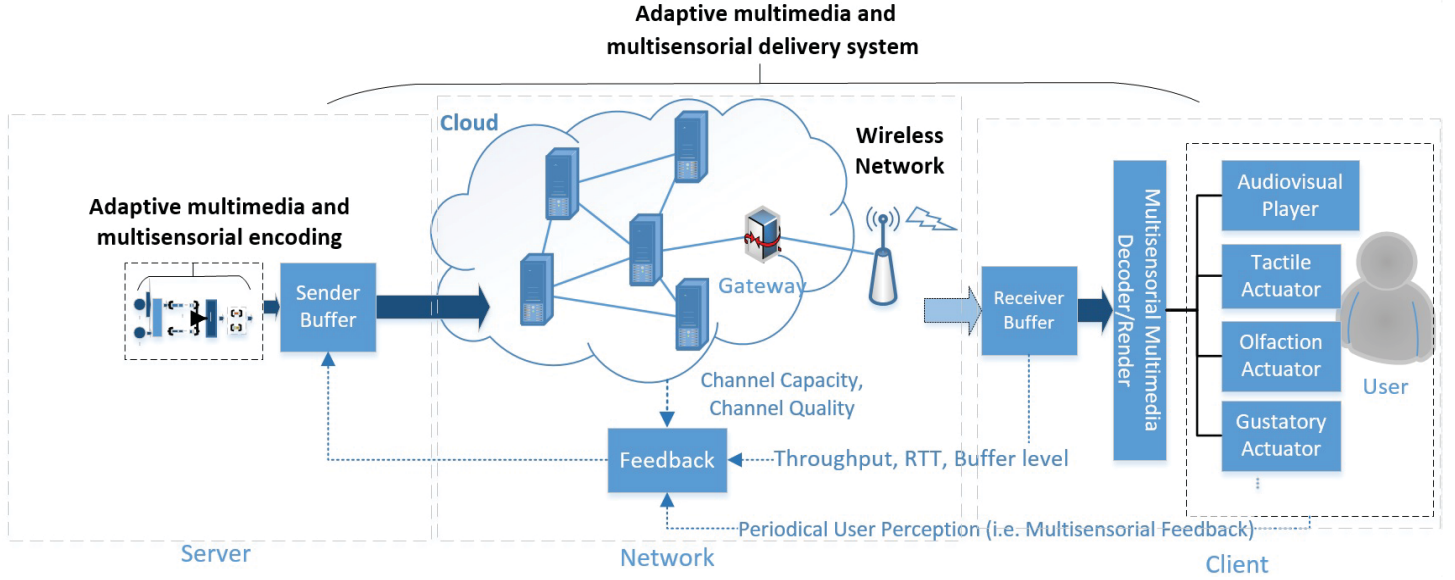 Adaptive multimedia and
multisensorial delivery system
Cloud
Wireless
Network
Adaptive multimedia and
multisensorial encoding
Sender
Buffer
Gateway
Receiver
Buffer
Multisensorial Multimedia
Decoder/Render
Audiovisual
Player
Tactile
Actuator
Olfaction
Actuator
Gustatory
Actuator
User
Channel Capacity,
Channel Quality
Feedback
Throughput, RTT, Buffer level
Periodical User Perception (i.e. Multisensorial Feedback)
Server
Network
Client